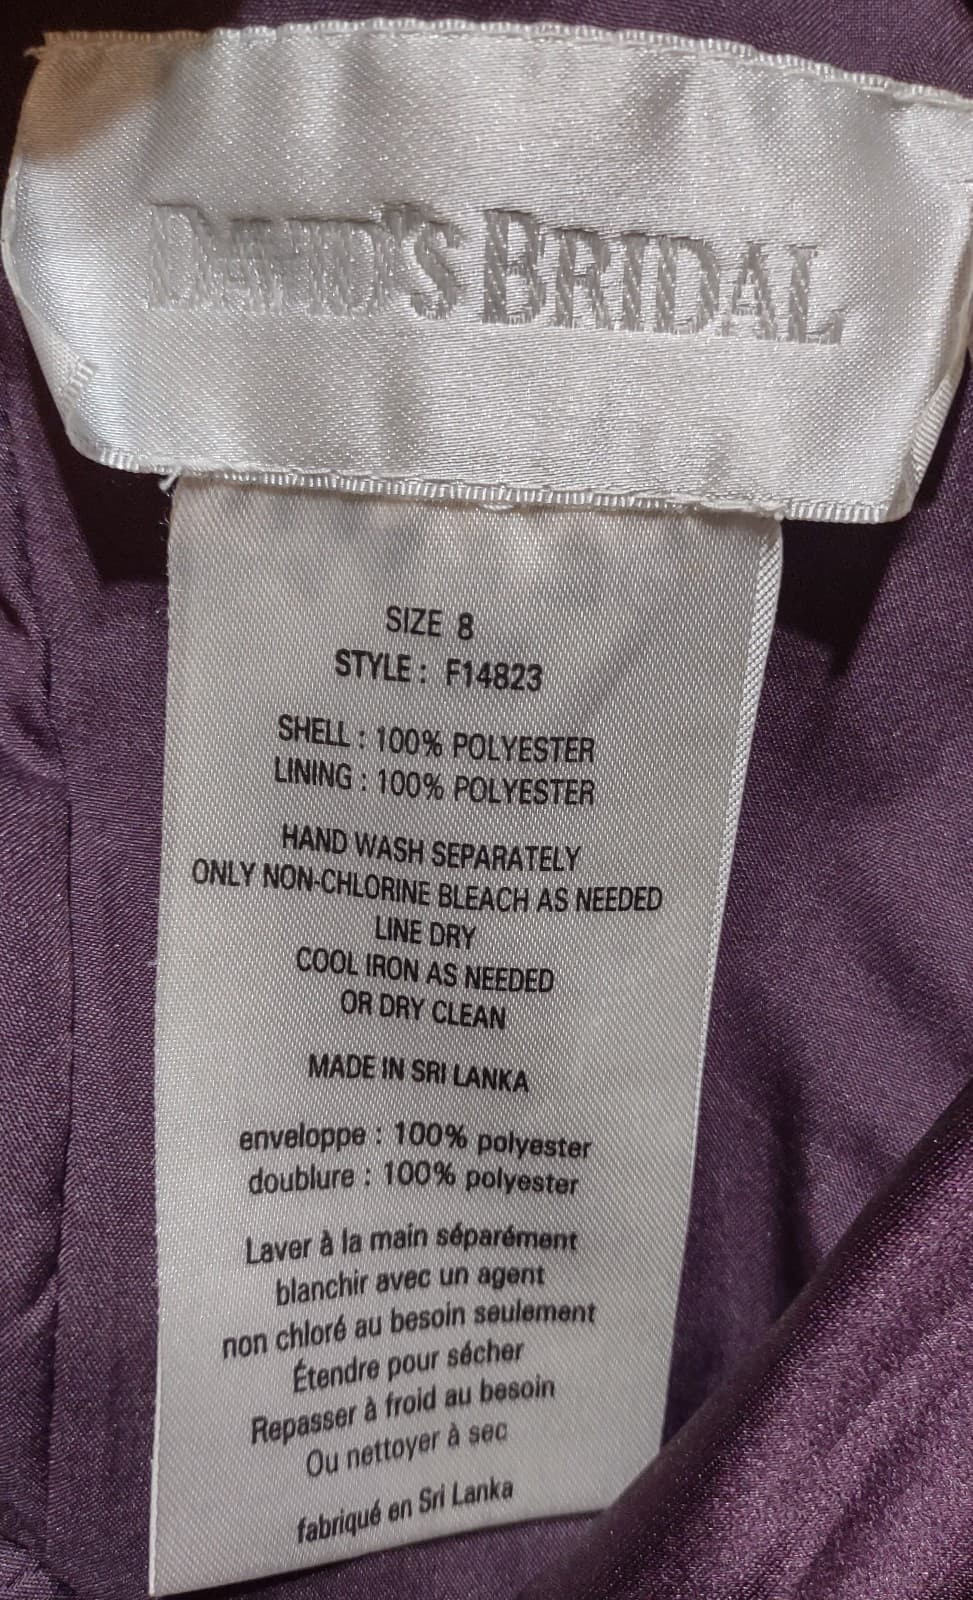 DAVID'S BRIDAL
SIZE 8
STYLE : F14823
SHELL : 100% POLYESTER
LINING : 100% POLYESTER
HAND WASH SEPARATELY
ONLY NON-CHLORINE BLEACH AS NEEDED
LINE DRY
COOL IRON AS NEEDED
OR DRY CLEAN
MADE IN SRI LANKA
enveloppe : 100% polyester
doublure : 100% polyester
Laver à la main séparément
blanchir avec un agent
non chloré au besoin seulement
Étendre pour sécher
Repasser à froid au besoin
Ou nettoyer à sec
fabriqué en Sri Lanka